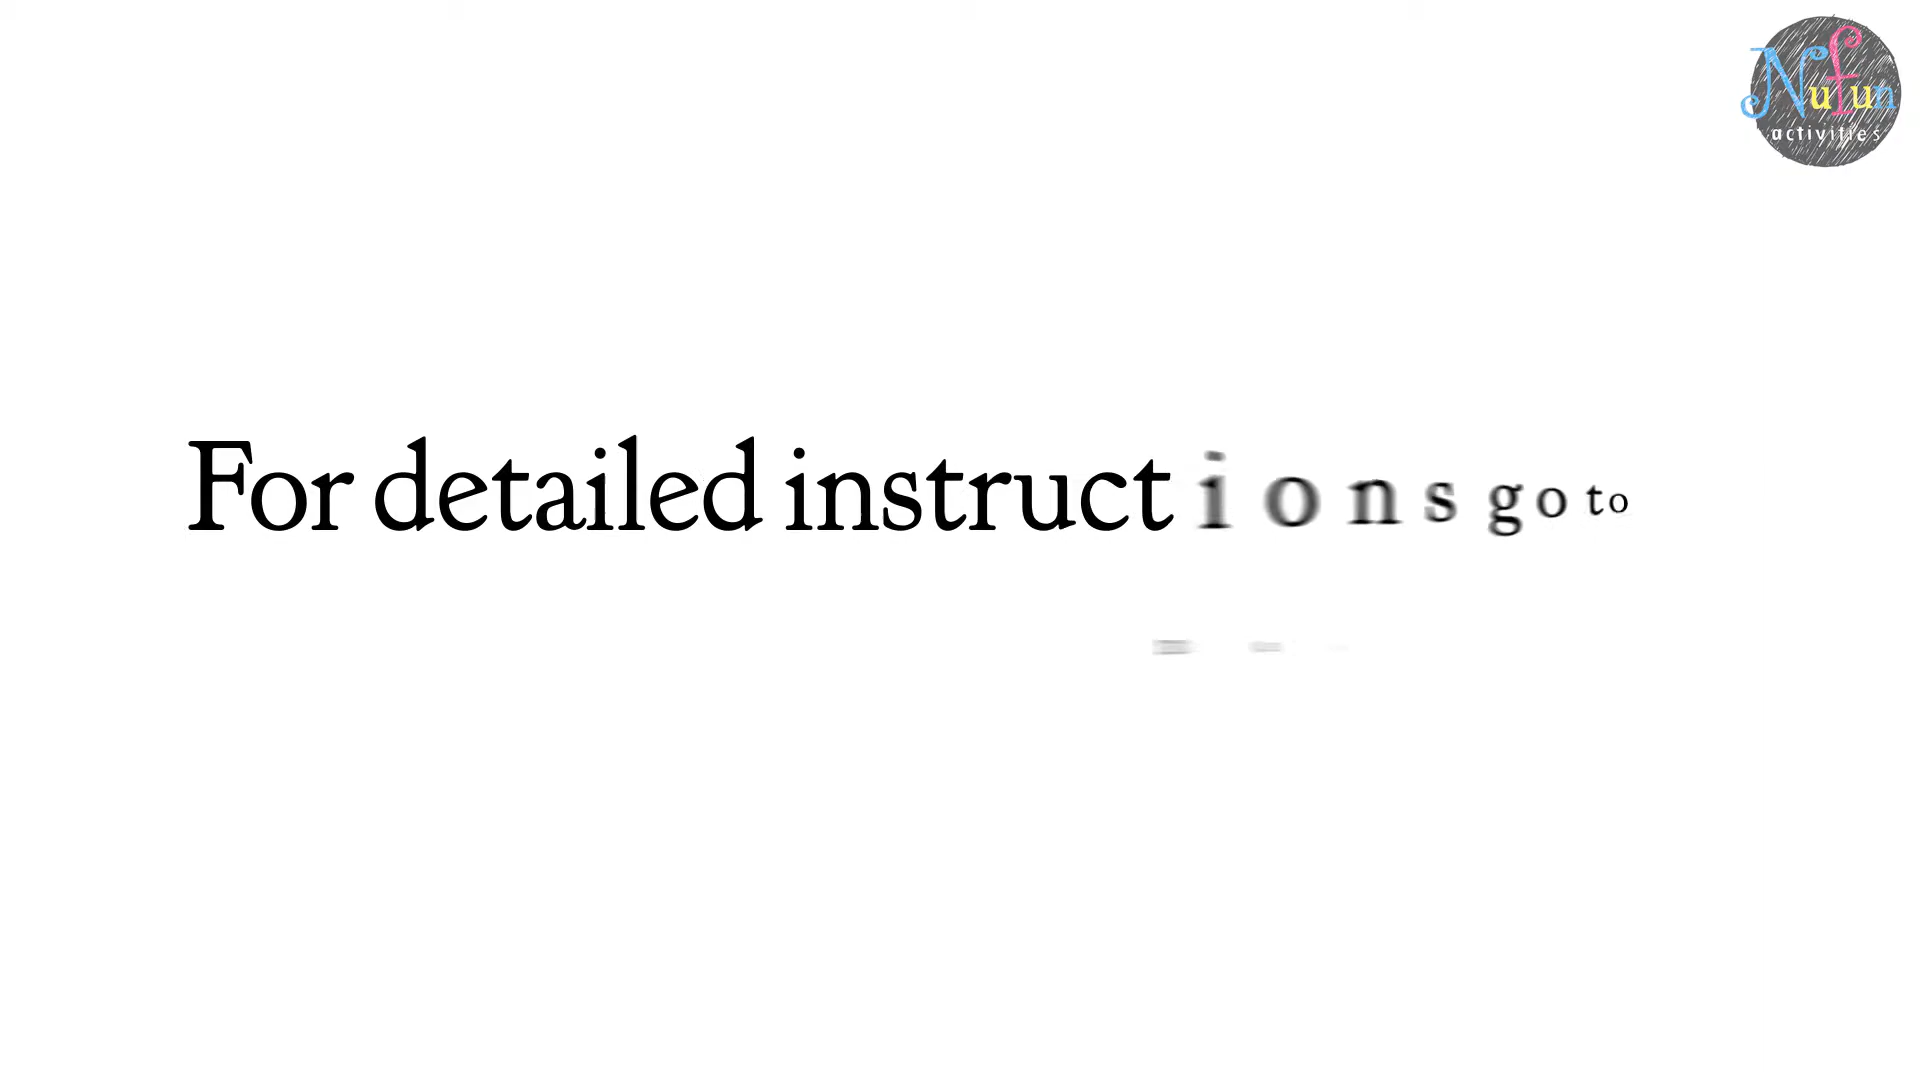 Nufun
activities
For detailed instructions go to